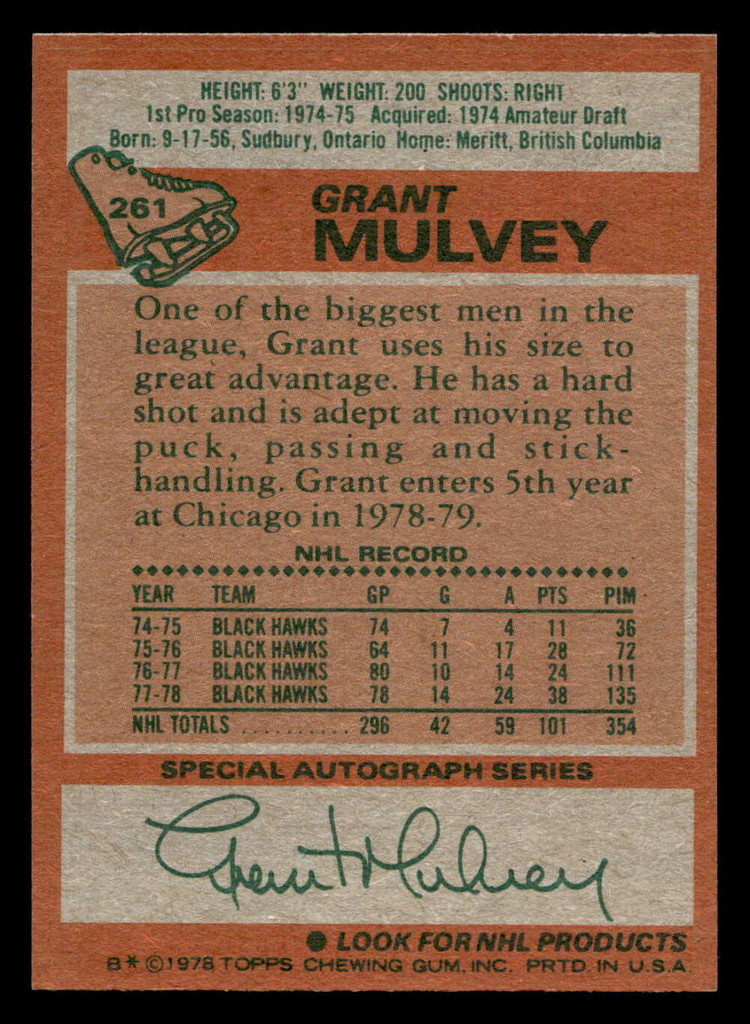 HEIGHT: 6'3" WEIGHT: 200 SHOOTS: RIGHT
1st Pro Season: 1974-75 Acquired: 1974 Amateur Draft
Born: 9-17-56, Sudbury, Ontario Home: Meritt, British Columbia
261
GRANT
MULVEY
One of the biggest men in the
league, Grant uses his size to
great advantage. He has a hard
shot and is adept at moving the
puck, passing and stick-
handling. Grant enters 5th year
at Chicago in 1978-79.
NHL RECORD
YEAR TEAM GP G A PTS PIM
74-75 BLACK HAWKS 74 7 4 11 36
75-76 BLACK HAWKS 64 11 17 28 72
76-77 BLACK HAWKS 80 10 14 24 111
77-78 BLACK HAWKS 78 14 24 38 135
NHL TOTALS .......... 296 42 59 101 354
SPECIAL AUTOGRAPH SERIES
Grant Mulvey
● LOOK FOR NHL PRODUCTS
B* ©1978 TOPPS CHEWING GUM, INC. PRTD. IN U.S.A.